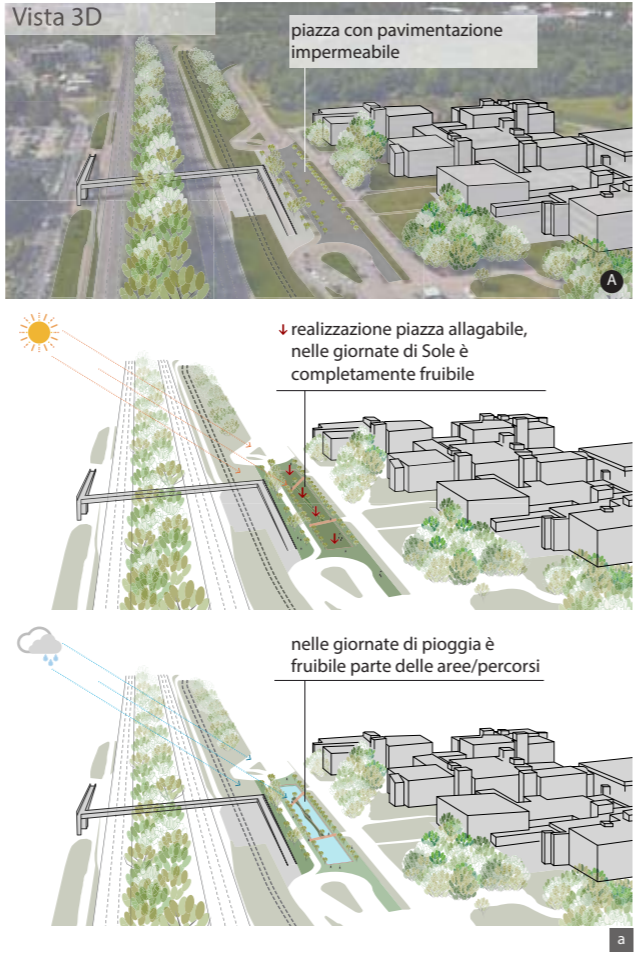 Vista 3D
piazza con pavimentazione
impermeabile
A
realizzazione piazza allagabile,
nelle giornate di Sole è
completamente fruibile
nelle giornate di pioggia è
fruibile parte delle aree/percorsi
a